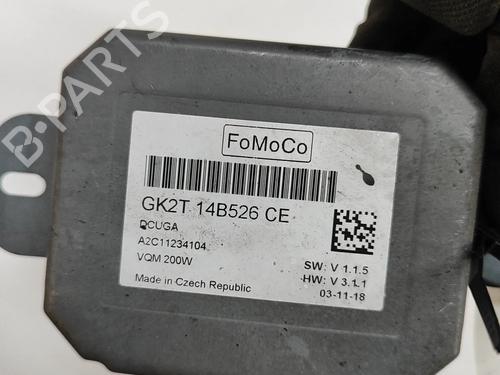 FoMoCo
GK2T 14B526 CE
DCUGA
A2C11234104
VQM 200W
Made in Czech Republic
SW: V 1.1.5
HW: V 3.1.1
03-11-18
B-PARTS